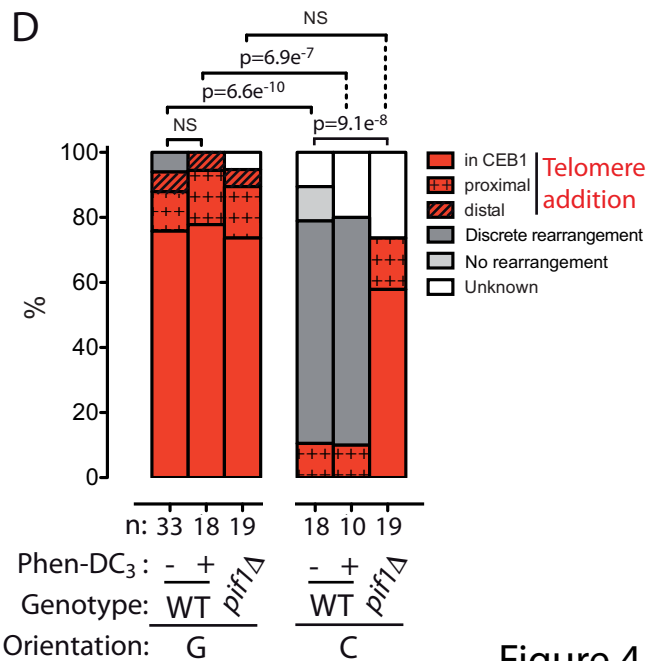 D
NS
p=6.9e-7
p=6.6e-10
NS
p=9.1e-8
100
80
60
40
20
0
%
in CEB1
proximal
distal
Telomere
addition
Discrete rearrangement
No rearrangement
Unknown
n: 33 18 19 18 10 19
Phen-DC3 : - + pif1Δ - + pif1Δ
Genotype: WT WT
Orientation: G C
Figure 4